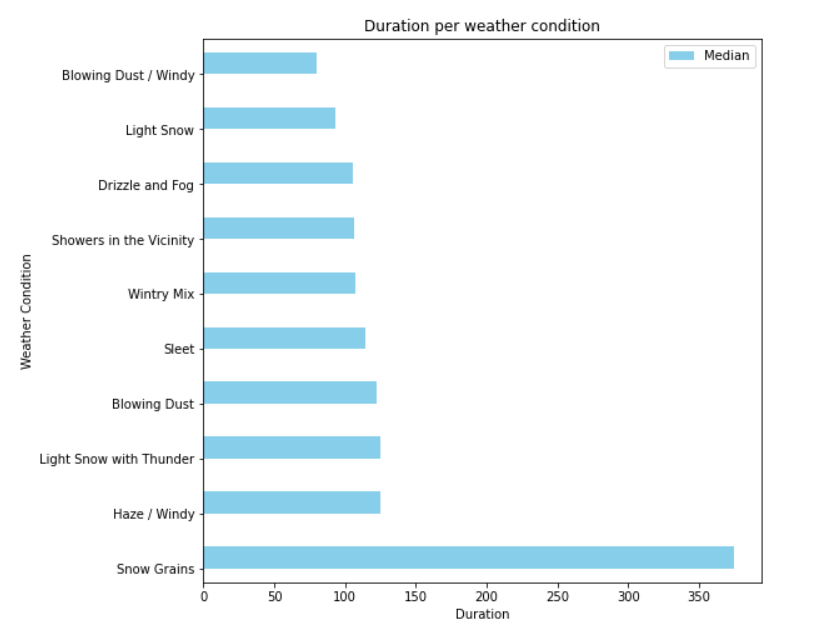 Duration per weather condition
Median
Blowing Dust / Windy
Light Snow
Drizzle and Fog
Showers in the Vicinity
Wintry Mix
Sleet
Blowing Dust
Light Snow with Thunder
Haze / Windy
Snow Grains
Weather Condition
0 50 100 150 200 250 300 350
Duration